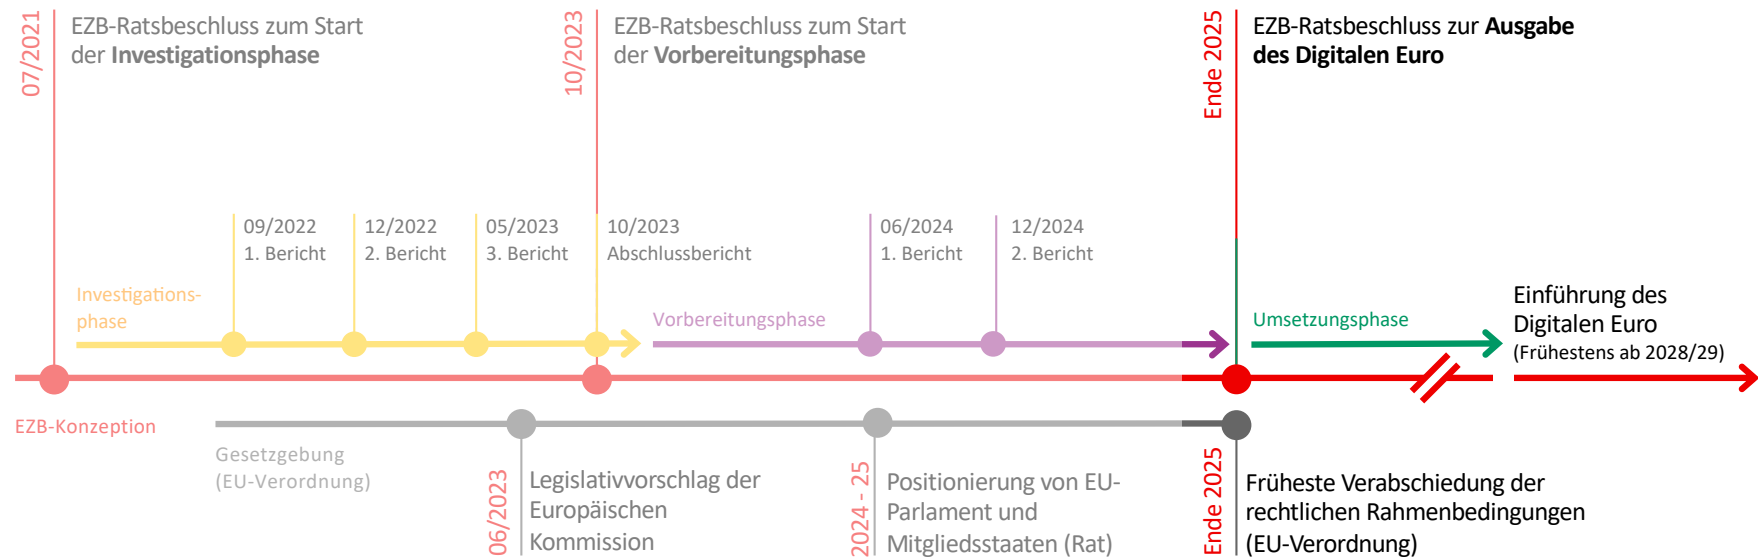 07/2021
EZB-Ratsbeschluss zum Start
der Investigationsphase
10/2023
EZB-Ratsbeschluss zum Start
der Vorbereitungsphase
Ende 2025
EZB-Ratsbeschluss zur Ausgabe
des Digitalen Euro
09/2022
1. Bericht
12/2022
2. Bericht
05/2023
3. Bericht
10/2023
Abschlussbericht
06/2024
1. Bericht
12/2024
2. Bericht
Investigations-
phase
Vorbereitungsphase
Umsetzungsphase
Einführung des
Digitalen Euro
(Frühestens ab 2028/29)
EZB-Konzeption
Gesetzgebung
(EU-Verordnung)
06/2023
Legislativvorschlag der
Europäischen
Kommission
2024 - 25
Positionierung von EU-
Parlament und
Mitgliedsstaaten (Rat)
Ende 2025
Früheste Verabschiedung der
rechtlichen Rahmenbedingungen
(EU-Verordnung)